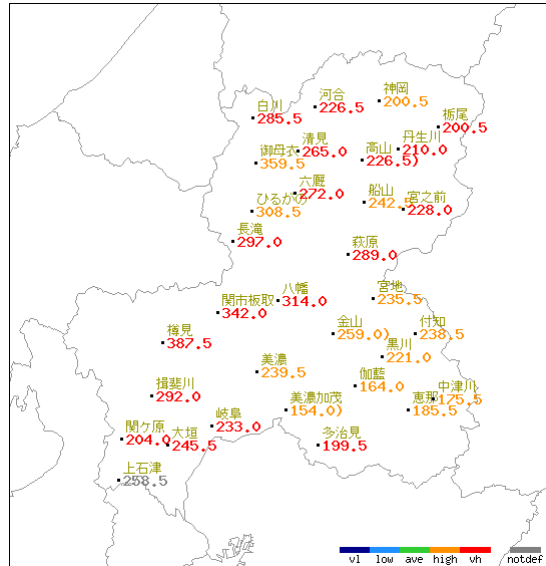 神岡
200.5
河合
226.5
白川
285.5
栃尾
200.5
丹生川
210.0
清見
265.0
高山
226.5)
御母衣
359.5
六厩
272.0
船山
242.5
宮之前
228.0
ひるがの
308.5
長滝
297.0
萩原
289.0
八幡
314.0
宮地
235.5
関市板取
342.0
金山
259.0)
付知
238.5
樽見
387.5
黒川
221.0
美濃
239.5
伽藍
164.0
中津川
175.5
揖斐川
292.0
美濃加茂
154.0)
恵那
185.5
岐阜
233.0
関ケ原
204.0
大垣
245.5
多治見
199.5
上石津
258.5
vl low ave high vh notdef